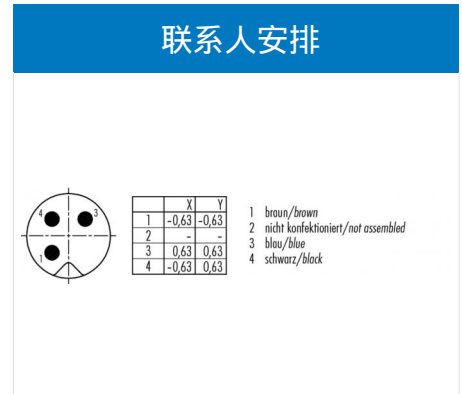 联系人安排
4 3
1
X Y
1 -0,63 -0,63
2 - -
3 0,63 0,63
4 -0,63 0,63
1 braun/brown
2 nicht konfektioniert/not assembled
3 blau/blue
4 schwarz/black